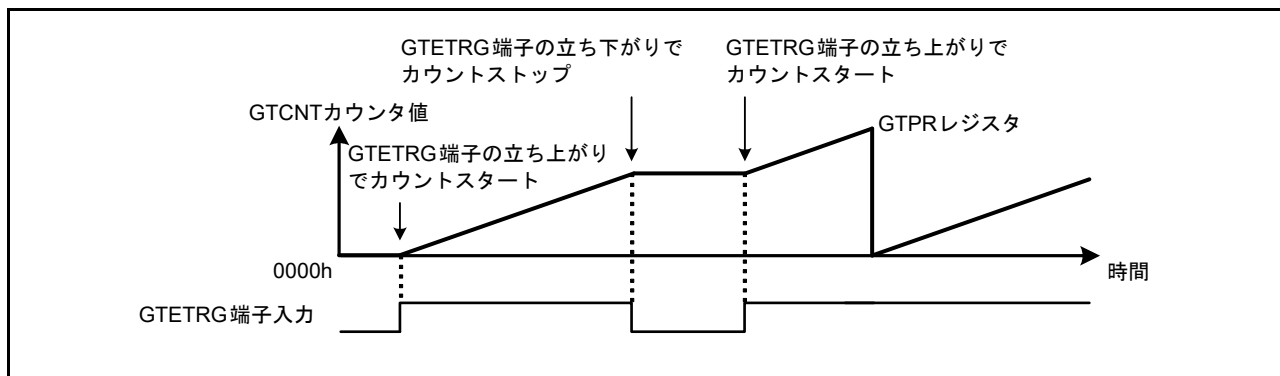 GTETRG端子の立ち下がりで
カウントストップ
GTETRG端子の立ち上がりで
カウントスタート
GTCNTカウンタ値
GTPRレジスタ
GTETRG端子の立ち上がり
でカウントスタート
0000h
時間
GTETRG端子入力